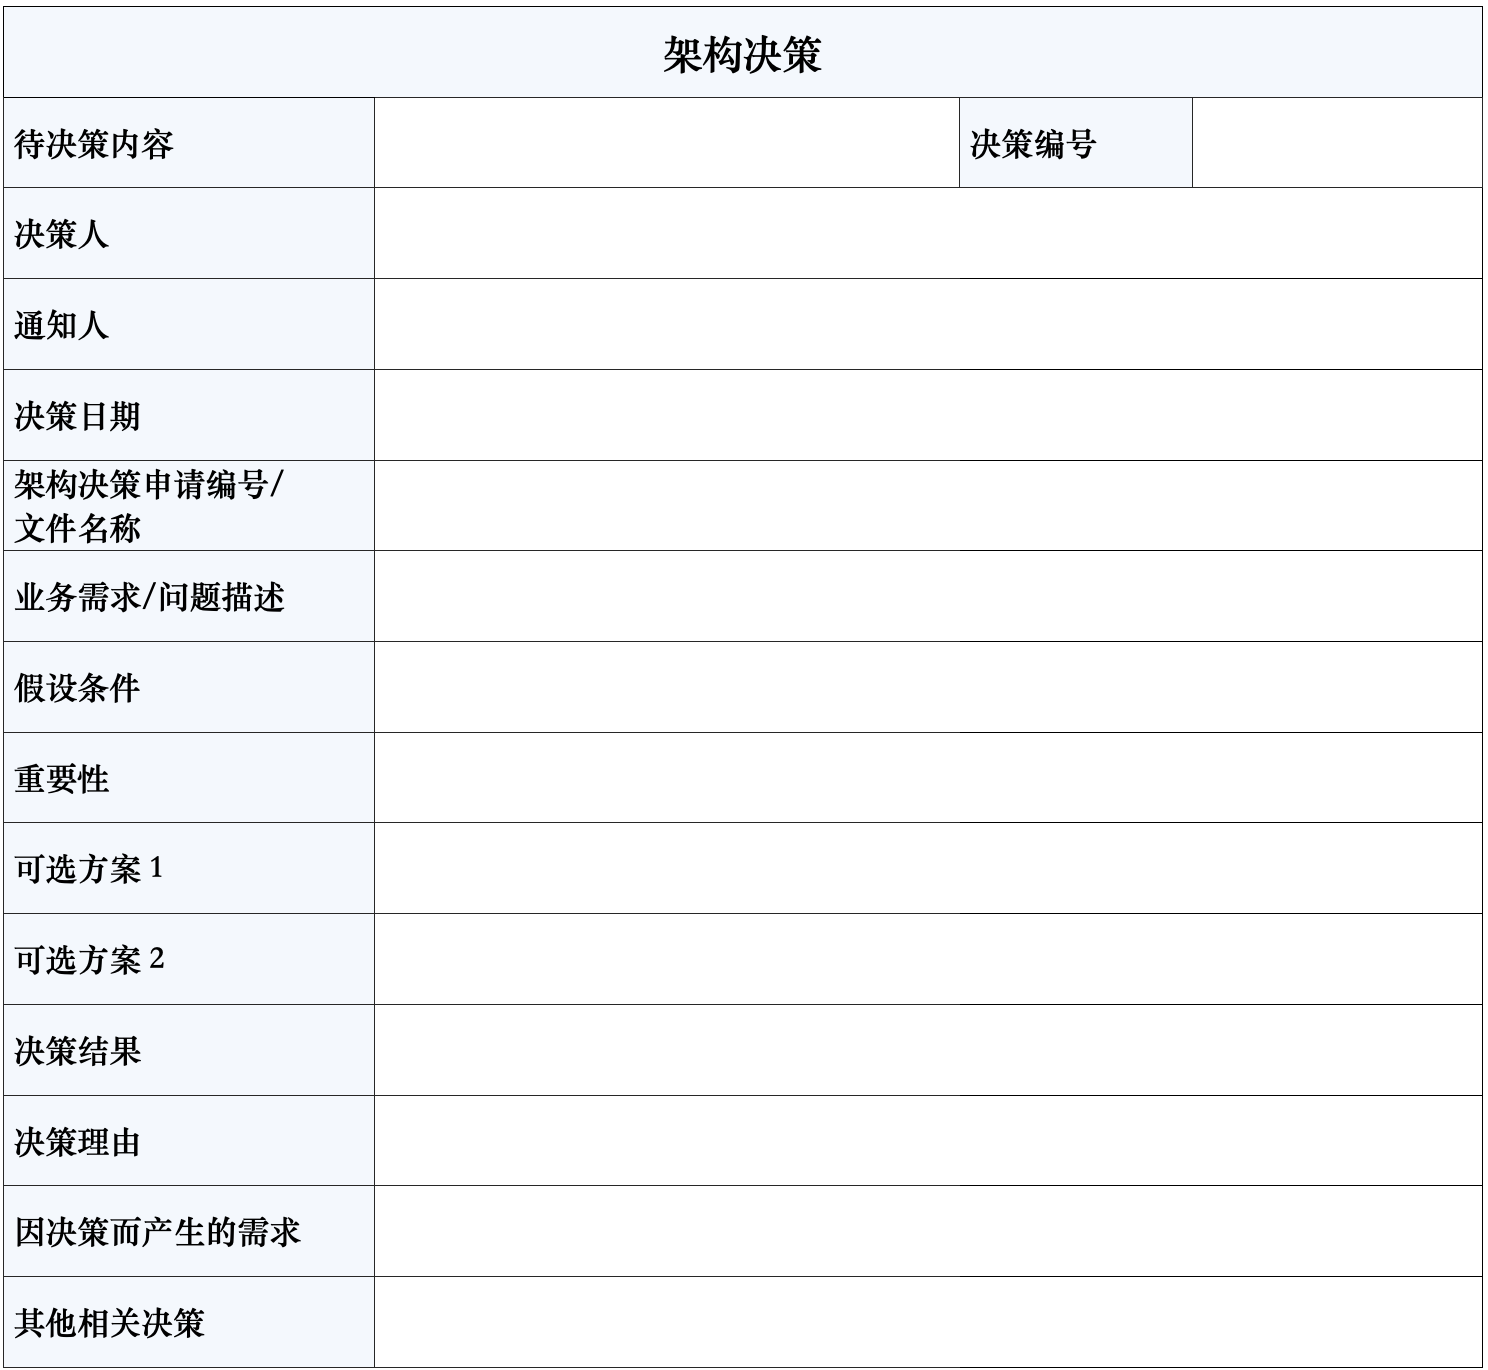 架构决策
待决策内容
决策编号
决策人
通知人
决策日期
架构决策申请编号/
文件名称
业务需求/问题描述
假设条件
重要性
可选方案 1
可选方案 2
决策结果
决策理由
因决策而产生的需求
其他相关决策